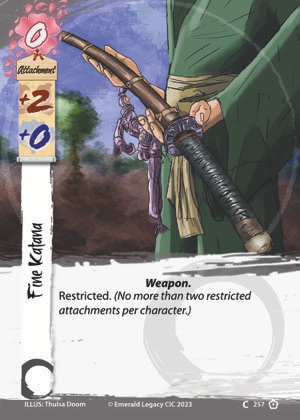 0
Attachment
+2
+0
Fine Katana
Weapon.
Restricted. (No more than two restricted
attachments per character.)
ILLUS: Thulsa Doom
© Emerald Legacy CIC 2023
C 257